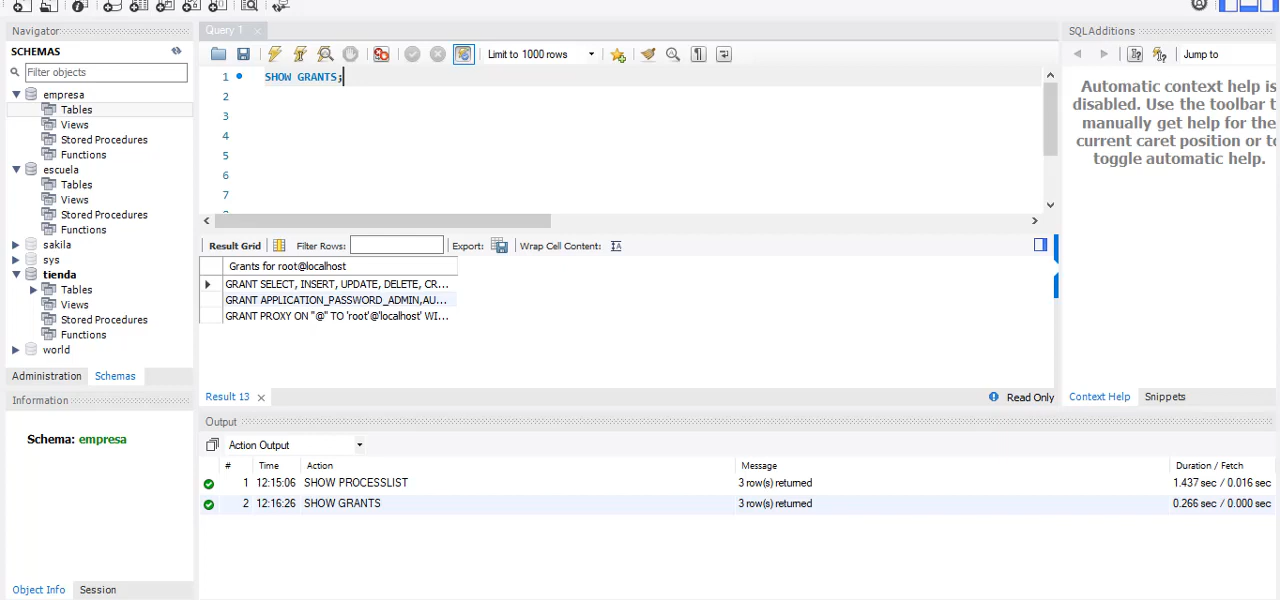 Navigator
SCHEMAS
Filter objects
empresa
Tables
Views
Stored Procedures
Functions
escuela
Tables
Views
Stored Procedures
Functions
sakila
sys
tienda
Tables
Views
Stored Procedures
Functions
world
Administration Schemas
Information
Schema: empresa
Object Info Session
Query 1
Limit to 1000 rows
1 SHOW GRANTS;
2
3
4
5
6
7
Result Grid Filter Rows: Export: Wrap Cell Content:
Grants for root@localhost
GRANT SELECT, INSERT, UPDATE, DELETE, CR...
GRANT APPLICATION_PASSWORD_ADMIN,AU...
GRANT PROXY ON ''@'' TO 'root'@'localhost' WI...
Result 13 Read Only
Output
Action Output
# Time Action Message Duration / Fetch
1 12:15:06 SHOW PROCESSLIST 3 row(s) returned 1.437 sec / 0.016 sec
2 12:16:26 SHOW GRANTS 3 row(s) returned 0.266 sec / 0.000 sec
SQLAdditions
Jump to
Automatic context help is
disabled. Use the toolbar t
manually get help for the
current caret position or to
toggle automatic help.
Context Help Snippets